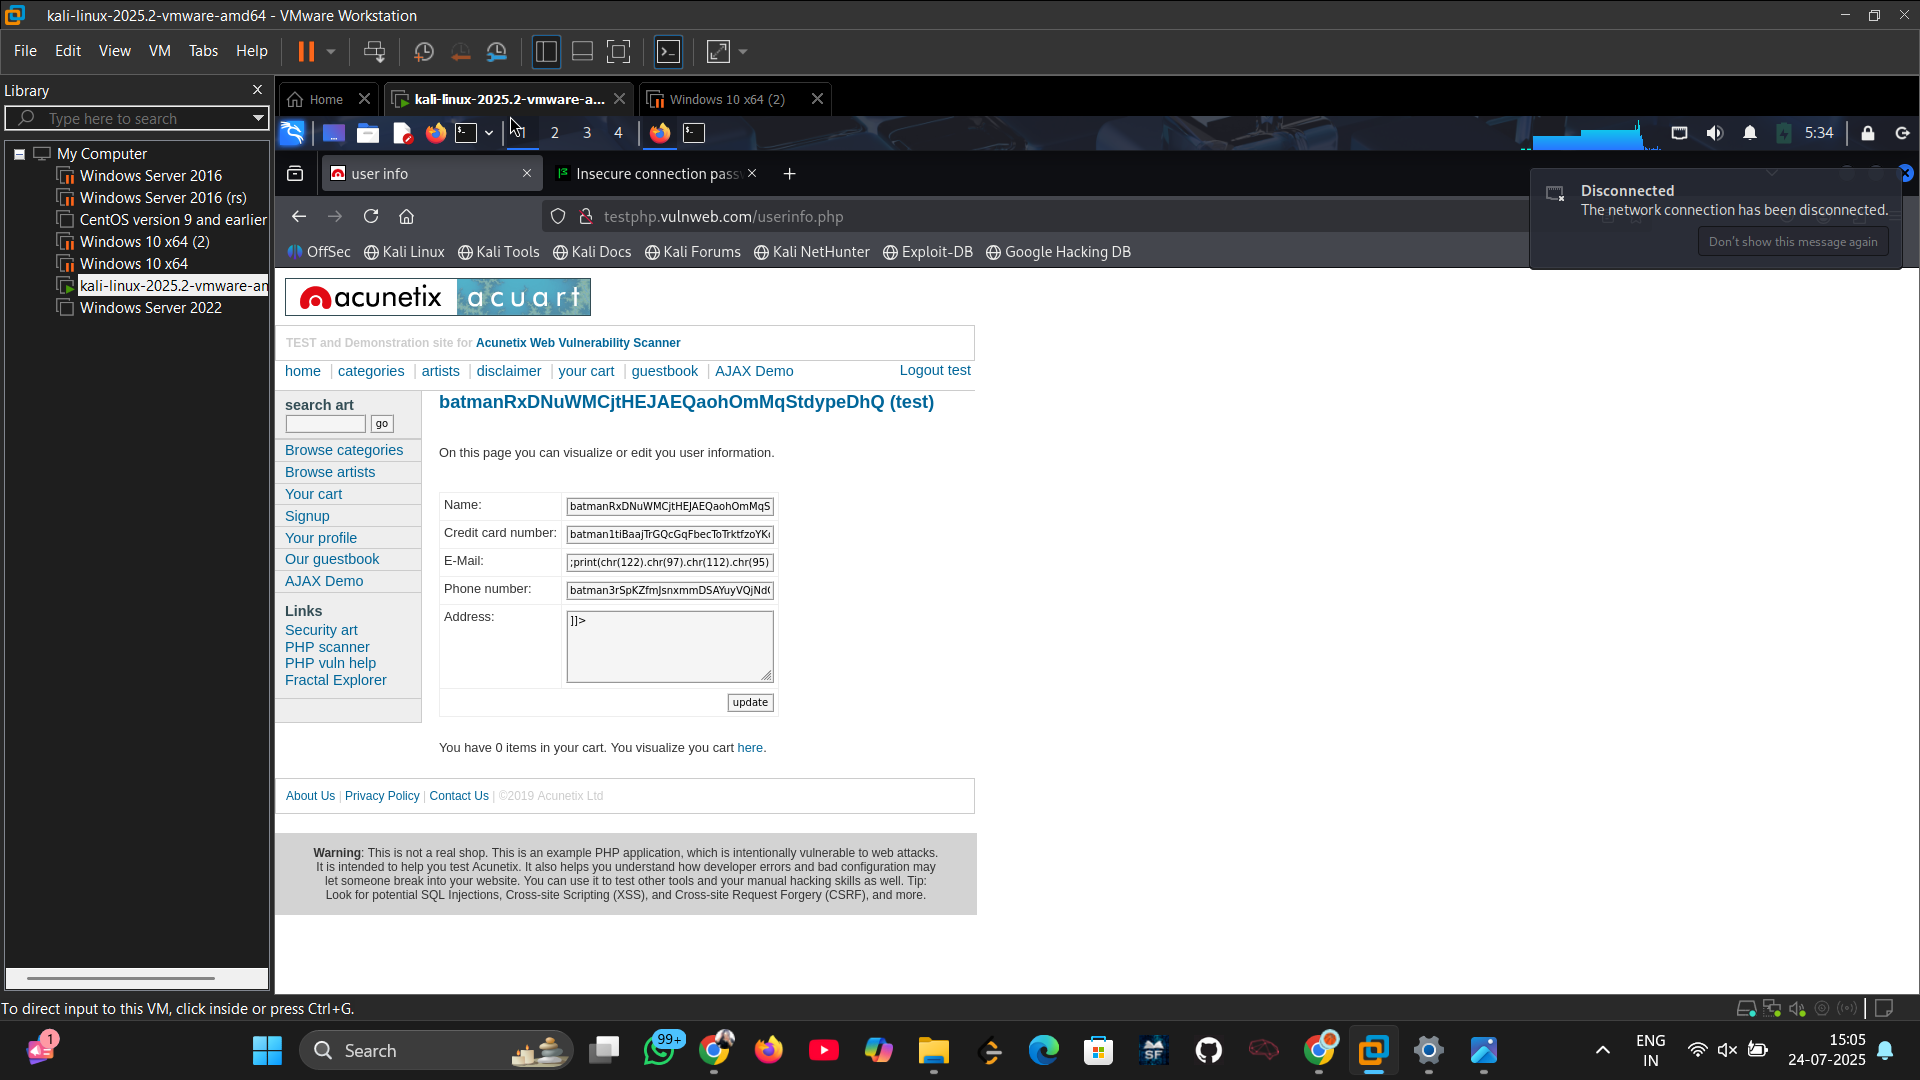 kali-linux-2025.2-vmware-amd64 - VMware Workstation
File Edit View VM Tabs Help
Library
Type here to search
My Computer
Windows Server 2016
Windows Server 2016 (rs)
CentOS version 9 and earlier
Windows 10 x64 (2)
Windows 10 x64
kali-linux-2025.2-vmware-am
Windows Server 2022
Home
kali-linux-2025.2-vmware-a...
Windows 10 x64 (2)
1 2 3 4
5:34
user info
Insecure connection passw
testphp.vulnweb.com/userinfo.php
OffSec Kali Linux Kali Tools Kali Docs Kali Forums Kali NetHunter Exploit-DB Google Hacking DB
Disconnected
The network connection has been disconnected.
Don't show this message again
acunetix acuart
TEST and Demonstration site for Acunetix Web Vulnerability Scanner
home | categories | artists | disclaimer | your cart | guestbook | AJAX Demo
Logout test
search art
go
Browse categories
Browse artists
Your cart
Signup
Your profile
Our guestbook
AJAX Demo
Links
Security art
PHP scanner
PHP vuln help
Fractal Explorer
batmanRxDNuWMCjtHEJAEQaohOmMqStdypeDhQ (test)
On this page you can visualize or edit you user information.
Name: batmanRxDNuWMCjtHEJAEQaohOmMqS
Credit card number: batman1tiBaajTrGQcGqFbecToTrktfzoYK
E-Mail: ;print(chr(122).chr(97).chr(112).chr(95)
Phone number: batman3rSpKZfmJsnxmmDSAYuyVQjNd
Address: ]]>
update
You have 0 items in your cart. You visualize you cart here.
About Us | Privacy Policy | Contact Us | ©2019 Acunetix Ltd
Warning: This is not a real shop. This is an example PHP application, which is intentionally vulnerable to web attacks.
It is intended to help you test Acunetix. It also helps you understand how developer errors and bad configuration may
let someone break into your website. You can use it to test other tools and your manual hacking skills as well. Tip:
Look for potential SQL Injections, Cross-site Scripting (XSS), and Cross-site Request Forgery (CSRF), and more.
To direct input to this VM, click inside or press Ctrl+G.
1
Search
99+
SF
ENG
IN
15:05
24-07-2025